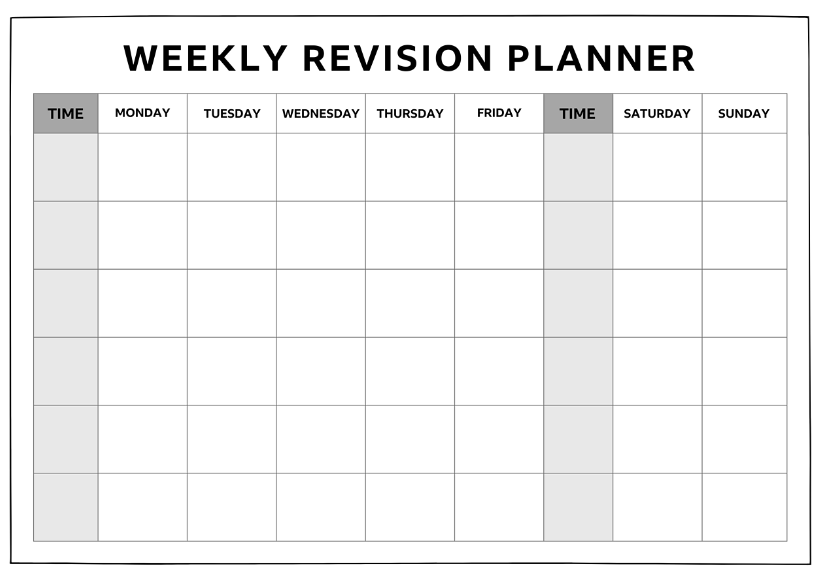 WEEKLY REVISION PLANNER
TIME MONDAY TUESDAY WEDNESDAY THURSDAY FRIDAY TIME SATURDAY SUNDAY